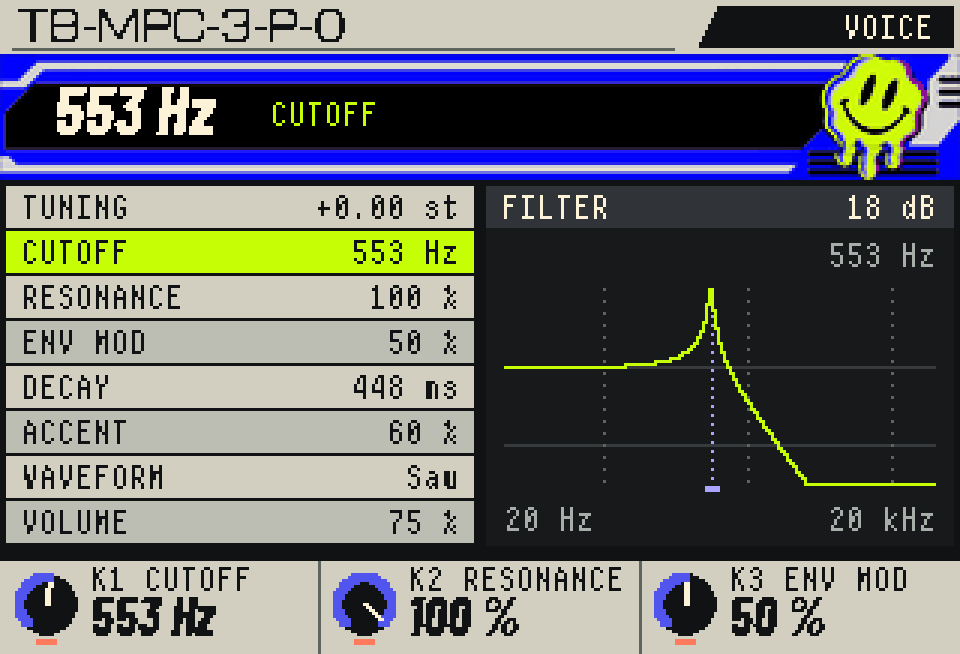 TB-MPC-3-P-0
VOICE
553 Hz CUTOFF
TUNING +0.00 st
CUTOFF 553 Hz
RESONANCE 100 %
ENV MOD 50 %
DECAY 448 ms
ACCENT 60 %
WAVEFORM Saw
VOLUME 75 %
FILTER 18 dB
553 Hz
20 Hz 20 kHz
K1 CUTOFF
553 Hz
K2 RESONANCE
100 %
K3 ENV MOD
50 %